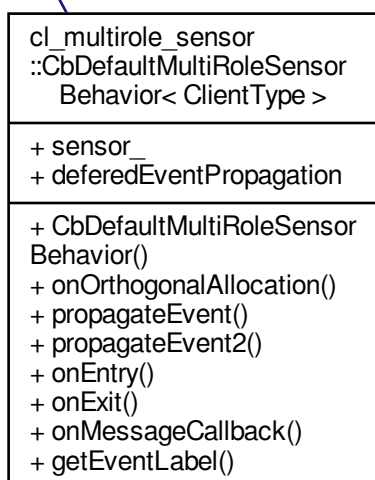 cl_multirole_sensor
::CbDefaultMultiRoleSensor
Behavior< ClientType >
+ sensor_
+ deferedEventPropagation
+ CbDefaultMultiRoleSensor
Behavior()
+ onOrthogonalAllocation()
+ propagateEvent()
+ propagateEvent2()
+ onEntry()
+ onExit()
+ onMessageCallback()
+ getEventLabel()